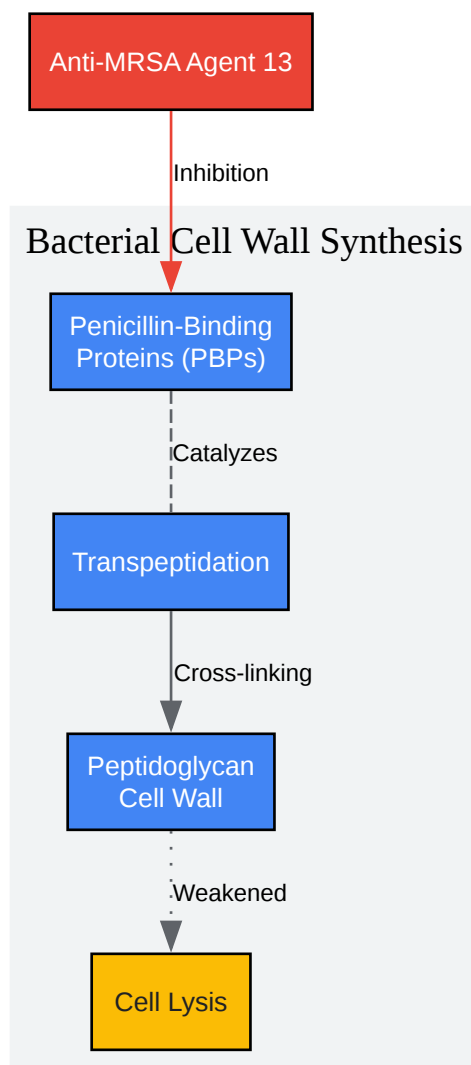 Anti-MRSA Agent 13
Inhibition
Bacterial Cell Wall Synthesis
Penicillin-Binding
Proteins (PBPs)
Catalyzes
Transpeptidation
Cross-linking
Peptidoglycan
Cell Wall
Weakened
Cell Lysis